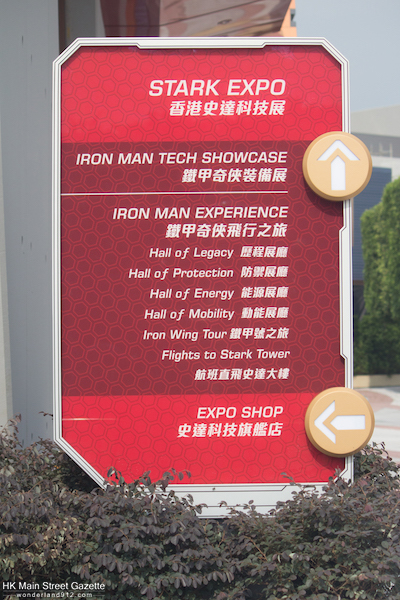 STARK EXPO
香港史達科技展
IRON MAN TECH SHOWCASE
鐵甲奇俠裝備展
IRON MAN EXPERIENCE
鐵甲奇俠飛行之旅
Hall of Legacy 歷程展廳
Hall of Protection 防禦展廳
Hall of Energy 能源展廳
Hall of Mobility 動能展廳
Iron Wing Tour 鐵甲號之旅
Flights to Stark Tower
航班直飛史達大樓
EXPO SHOP
史達科技旗艦店
HK Main Street Gazette
wonderland912.com